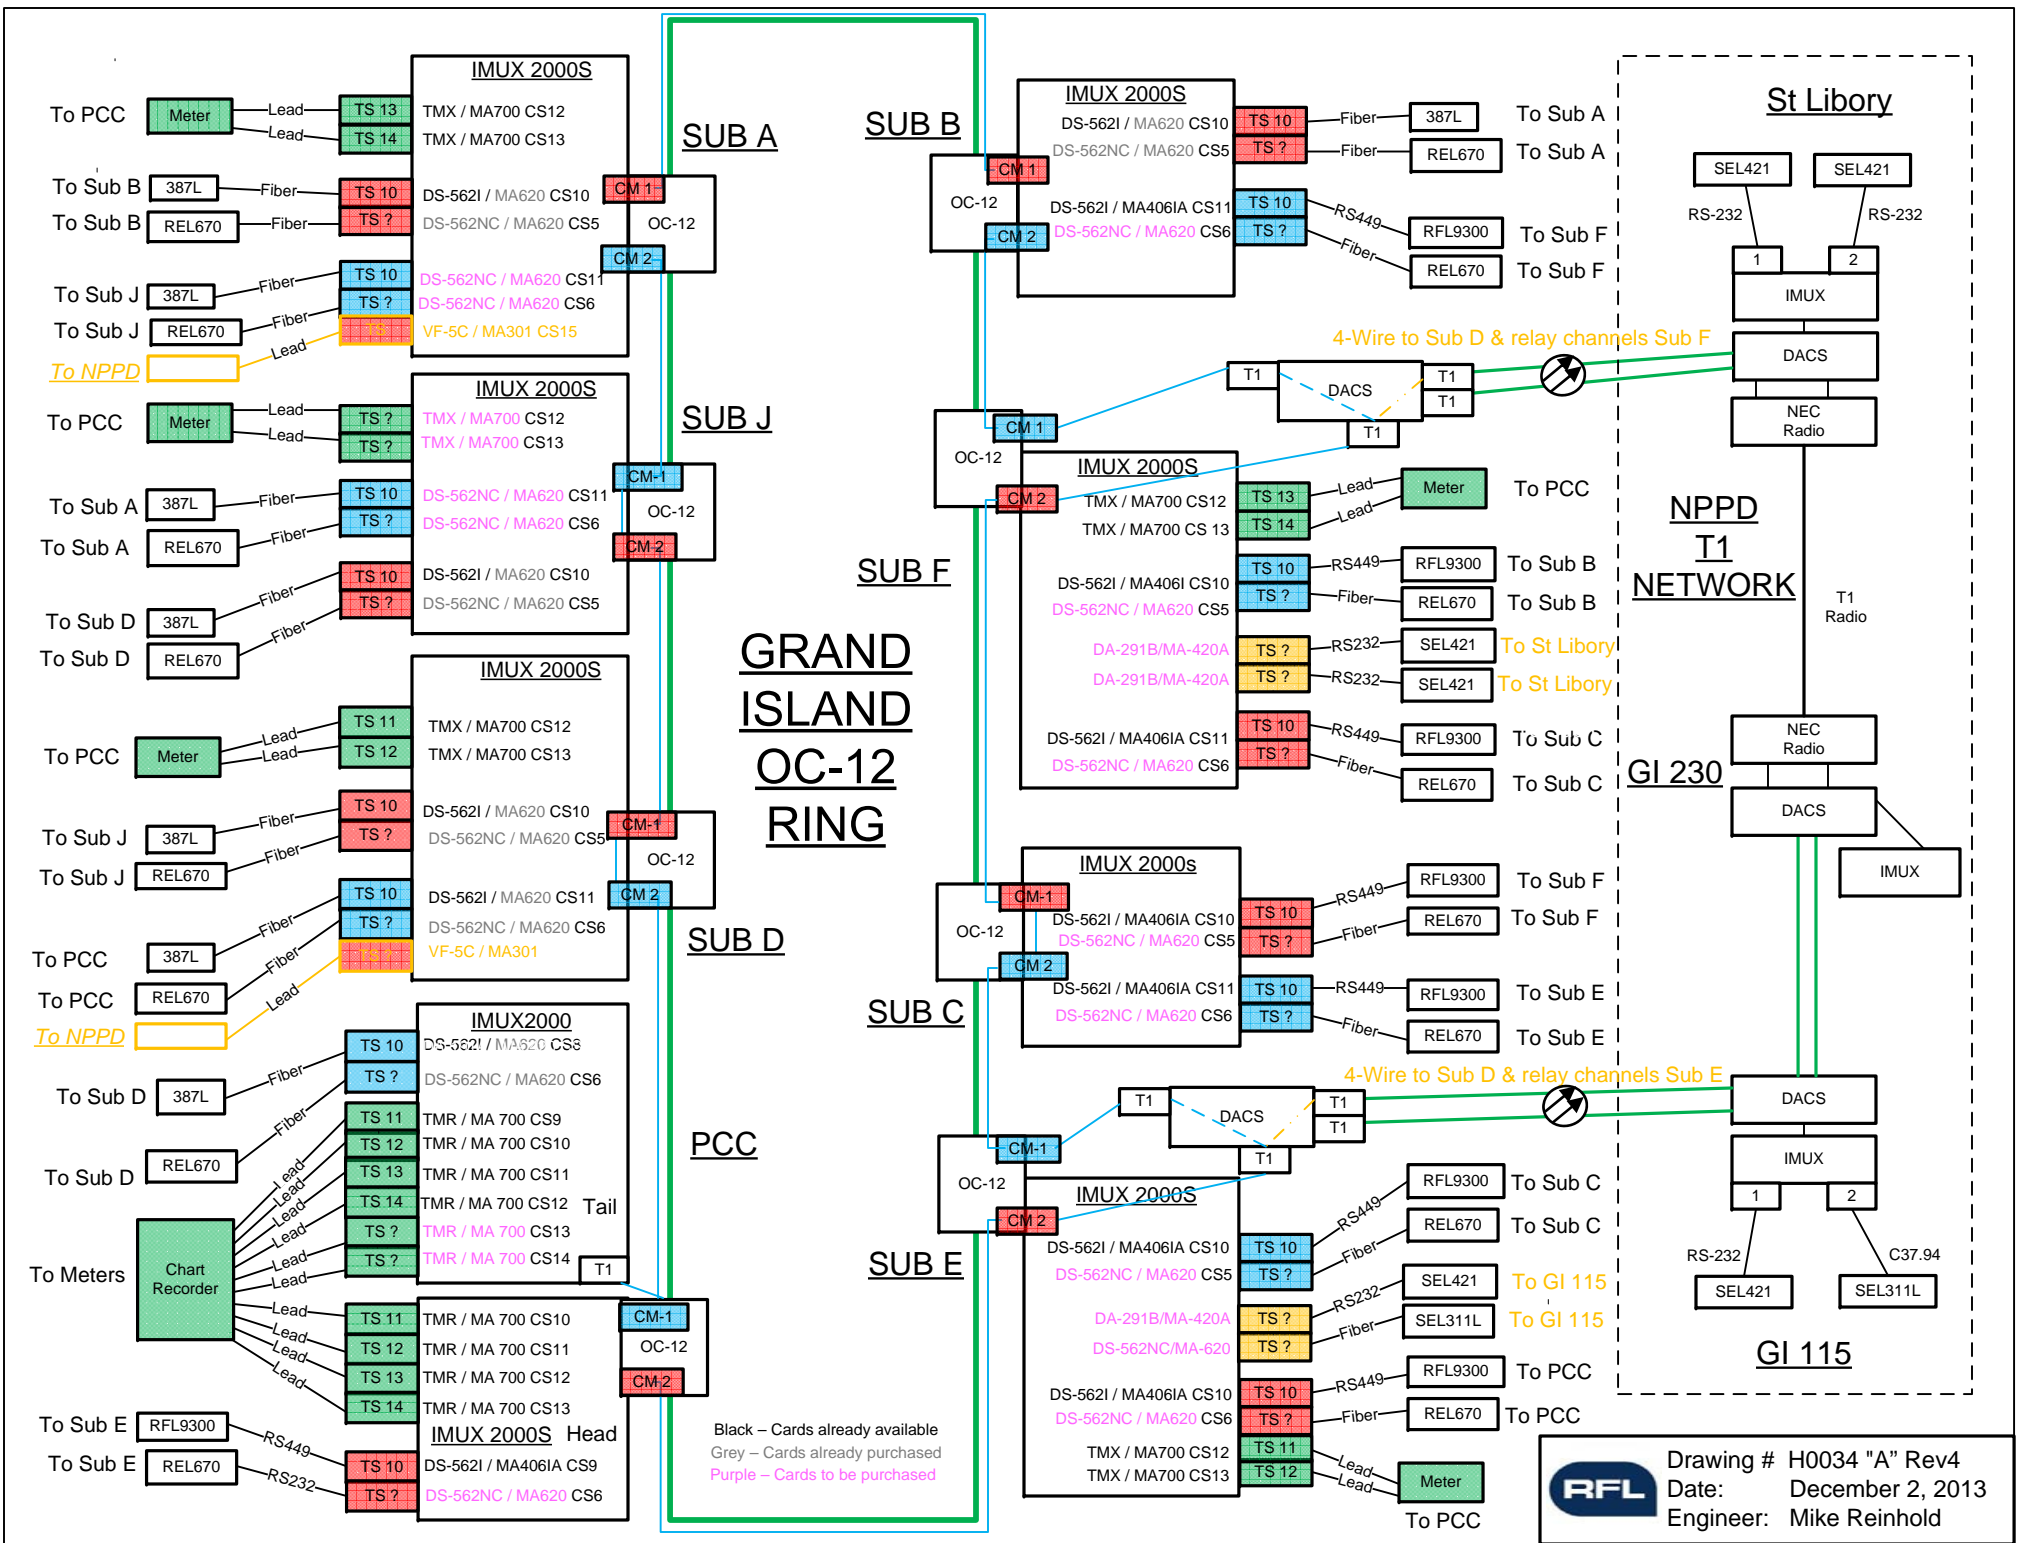 IMUX 2000S
To PCC
Meter
Lead
Lead
TS 13
TS 14
TMX / MA700 CS12
TMX / MA700 CS13
To Sub B
387L
Fiber
TS 10
DS-562I / MA620 CS10
To Sub B
REL670
Fiber
TS ?
DS-562NC / MA620 CS5
To Sub J
387L
Fiber
TS 10
DS-562NC / MA620 CS11
To Sub J
REL670
Fiber
TS ?
DS-562NC / MA620 CS6
To NPPD
Lead
TS
VF-5C / MA301 CS15
SUB A
CM 1
OC-12
CM 2
IMUX 2000S
To PCC
Meter
Lead
Lead
TS ?
TS ?
TMX / MA700 CS12
TMX / MA700 CS13
To Sub A
387L
Fiber
TS 10
DS-562NC / MA620 CS11
To Sub A
REL670
Fiber
TS ?
DS-562NC / MA620 CS6
To Sub D
387L
Fiber
TS 10
DS-562I / MA620 CS10
To Sub D
REL670
Fiber
TS ?
DS-562NC / MA620 CS5
SUB J
CM-1
OC-12
CM 2
IMUX 2000S
To PCC
Meter
Lead
Lead
TS 11
TS 12
TMX / MA700 CS12
TMX / MA700 CS13
To Sub J
387L
Fiber
TS 10
DS-562I / MA620 CS10
To Sub J
REL670
Fiber
TS ?
DS-562NC / MA620 CS5
To PCC
387L
Fiber
TS 10
DS-562I / MA620 CS11
To PCC
REL670
Fiber
TS ?
DS-562NC / MA620 CS6
To NPPD
Lead
TS ?
VF-5C / MA301
CM-1
OC-12
CM 2
SUB D
IMUX2000
To Sub D
387L
Fiber
TS 10
DS-562I / MA620 CS8
To Sub D
REL670
Fiber
TS ?
DS-562NC / MA620 CS6
To Meters
Chart
Recorder
Lead
Lead
Lead
Lead
Lead
Lead
TS 11
TMR / MA 700 CS9
TS 12
TMR / MA 700 CS10
TS 13
TMR / MA 700 CS11
TS 14
TMR / MA 700 CS12
Tail
TS ?
TMR / MA 700 CS13
TS ?
TMR / MA 700 CS14
T1
PCC
Lead
Lead
Lead
Lead
TS 11
TMR / MA 700 CS10
TS 12
TMR / MA 700 CS11
TS 13
TMR / MA 700 CS12
TS 14
TMR / MA 700 CS13
IMUX 2000S Head
CM-1
OC-12
CM-2
To Sub E
RFL9300
RS449
TS 10
DS-562I / MA406IA CS9
To Sub E
REL670
RS232
TS ?
DS-562NC / MA620 CS6
GRAND
ISLAND
OC-12
RING
Black – Cards already available
Grey – Cards already purchased
Purple – Cards to be purchased
SUB B
OC-12
CM 1
CM 2
IMUX 2000S
DS-562I / MA620 CS10
TS 10
Fiber
387L
To Sub A
DS-562NC / MA620 CS5
TS ?
Fiber
REL670
To Sub A
DS-562I / MA406IA CS11
TS 10
RS449
RFL9300
To Sub F
DS-562NC / MA620 CS6
TS ?
Fiber
REL670
To Sub F
4-Wire to Sub D & relay channels Sub F
T1
DACS
T1
T1
T1
SUB F
OC-12
CM 1
CM 2
IMUX 2000S
TMX / MA700 CS12
TMX / MA700 CS 13
TS 13
TS 14
Lead
Lead
Meter
To PCC
DS-562I / MA406I CS10
TS 10
RS449
RFL9300
To Sub B
DS-562NC / MA620 CS5
TS ?
Fiber
REL670
To Sub B
DA-291B/MA-420A
TS ?
RS232
SEL421
To St Libory
DA-291B/MA-420A
TS ?
RS232
SEL421
To St Libory
DS-562I / MA406IA CS11
TS 10
RS449
RFL9300
To Sub C
DS-562NC / MA620 CS6
TS ?
Fiber
REL670
To Sub C
IMUX 2000s
OC-12
CM-1
CM 2
DS-562I / MA406IA CS10
TS 10
RS449
RFL9300
To Sub F
DS-562NC / MA620 CS5
TS ?
Fiber
REL670
To Sub F
DS-562I / MA406IA CS11
TS 10
RS449
RFL9300
To Sub E
DS-562NC / MA620 CS6
TS ?
Fiber
REL670
To Sub E
SUB C
4-Wire to Sub D & relay channels Sub E
T1
DACS
T1
T1
T1
OC-12
CM-1
CM 2
SUB E
IMUX 2000S
DS-562I / MA406IA CS10
TS 10
RS449
RFL9300
To Sub C
DS-562NC / MA620 CS5
TS ?
Fiber
REL670
To Sub C
DA-291B/MA-420A
TS ?
RS232
SEL421
To GI 115
DS-562NC/MA-620
TS ?
Fiber
SEL311L
To GI 115
DS-562I / MA406IA CS10
TS 10
RS449
RFL9300
To PCC
DS-562NC / MA620 CS6
TS ?
Fiber
REL670
To PCC
TMX / MA700 CS12
TMX / MA700 CS13
TS 11
TS 12
Lead
Lead
Meter
To PCC
St Libory
SEL421
SEL421
RS-232
RS-232
1
2
IMUX
DACS
NEC
Radio
NPPD
T1
NETWORK
T1
Radio
NEC
Radio
GI 230
DACS
IMUX
DACS
IMUX
1
2
RS-232
C37.94
SEL421
SEL311L
GI 115
RFL
Drawing # H0034 "A" Rev4
Date: December 2, 2013
Engineer: Mike Reinhold